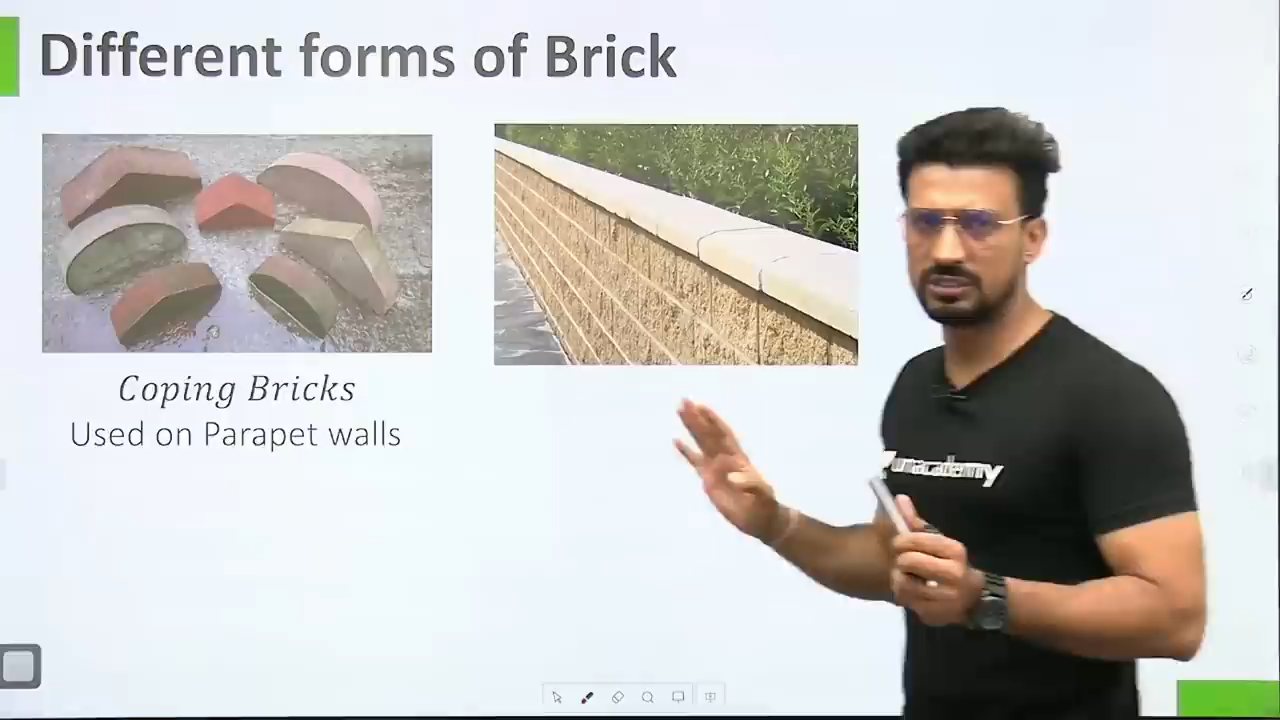 Different forms of Brick
Coping Bricks
Used on Parapet walls
unacademy